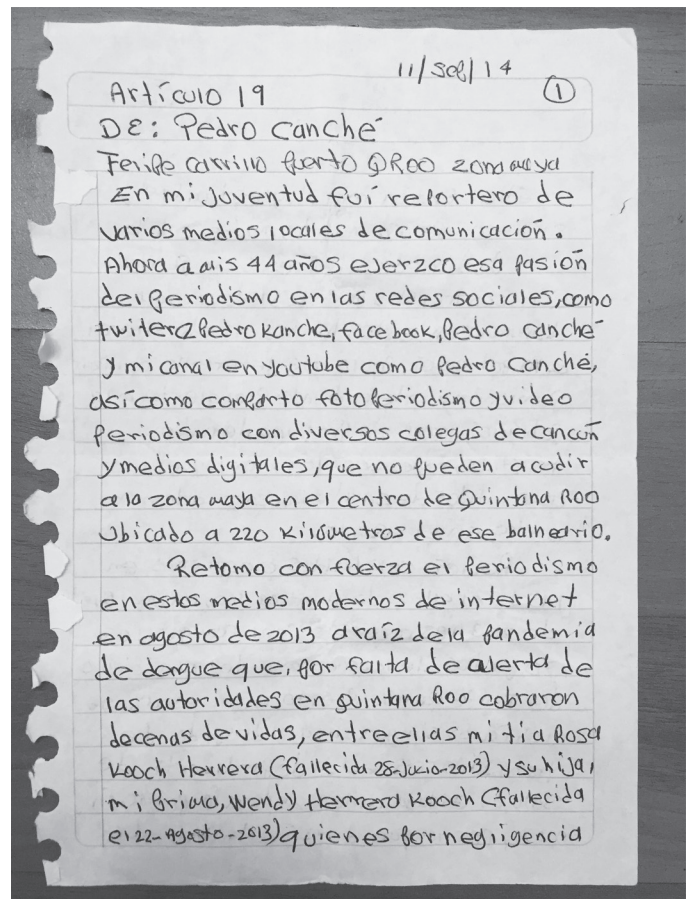 11/Sep/14
1
Artículo 19
DE: Pedro Canché
Felipe Carrillo Puerto QROO zona maya
En mi juventud fuí reportero de
varios medios locales de comunicación.
Ahora a mis 44 años ejerzco esa pasión
del periodismo en las redes sociales, como
twiter@PedroKanche, facebook, Pedro Canché
y mi canal en youtube como Pedro Canché,
así como comparto fotoperiodismo y video
periodismo con diversos colegas de cancún
y medios digitales, que no pueden acudir
a la zona maya en el centro de Quintana Roo
Ubicado a 220 Kilómetros de ese balneario.
Retomo con fuerza el periodismo
en estos medios modernos de internet
en agosto de 2013 a raíz de la pandemia
de dengue que, por falta de alerta de
las autoridades en Quintana Roo cobraron
decenas de vidas, entre ellas mi tía Rosa
Kooch Herrera (fallecida 28-Julio-2013) y su hija,
mi prima, Wendy Herrera Kooch (fallecida
el 22-Agosto-2013) quienes por negligencia